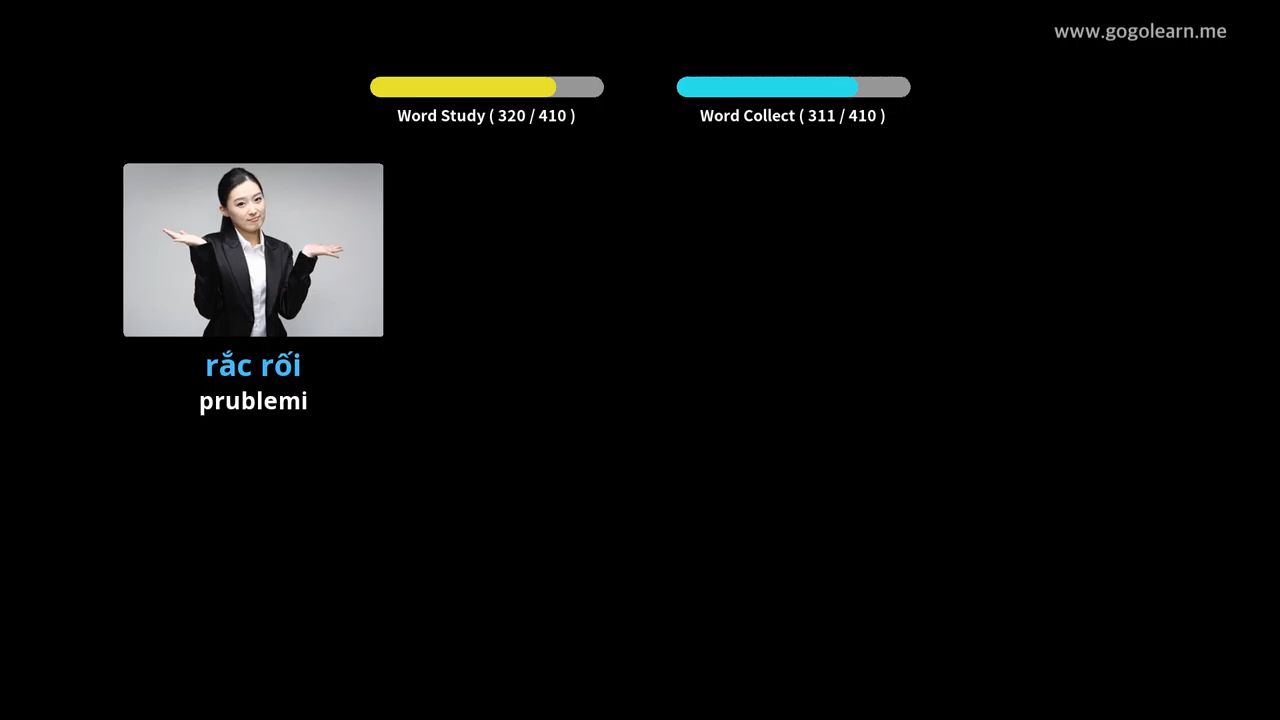 www.gogolearn.me
Word Study ( 320 / 410 )
Word Collect ( 311 / 410 )
rắc rối
prublemi